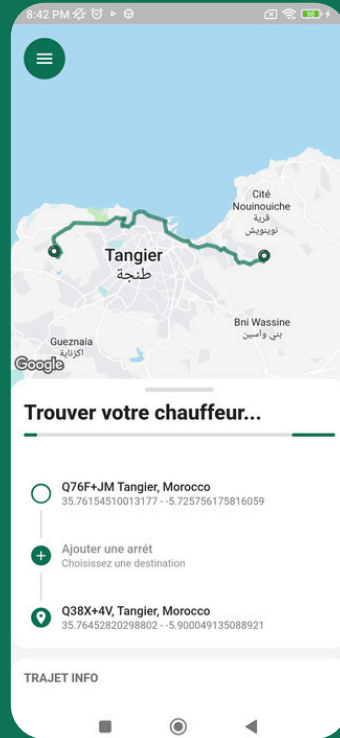 8:42 PM
Cité
Nouinouiche
قرية
نوينويش
Tangier
طنجة
Bni Wassine
بني واسين
Gueznaia
اكزناية
Google
Trouver votre chauffeur...
Q76F+JM Tangier, Morocco
35.76154510013177 - -5.725756175816059
Ajouter une arrét
Choisissez une destination
Q38X+4V, Tangier, Morocco
35.76452820298802 - -5.900049135088921
TRAJET INFO